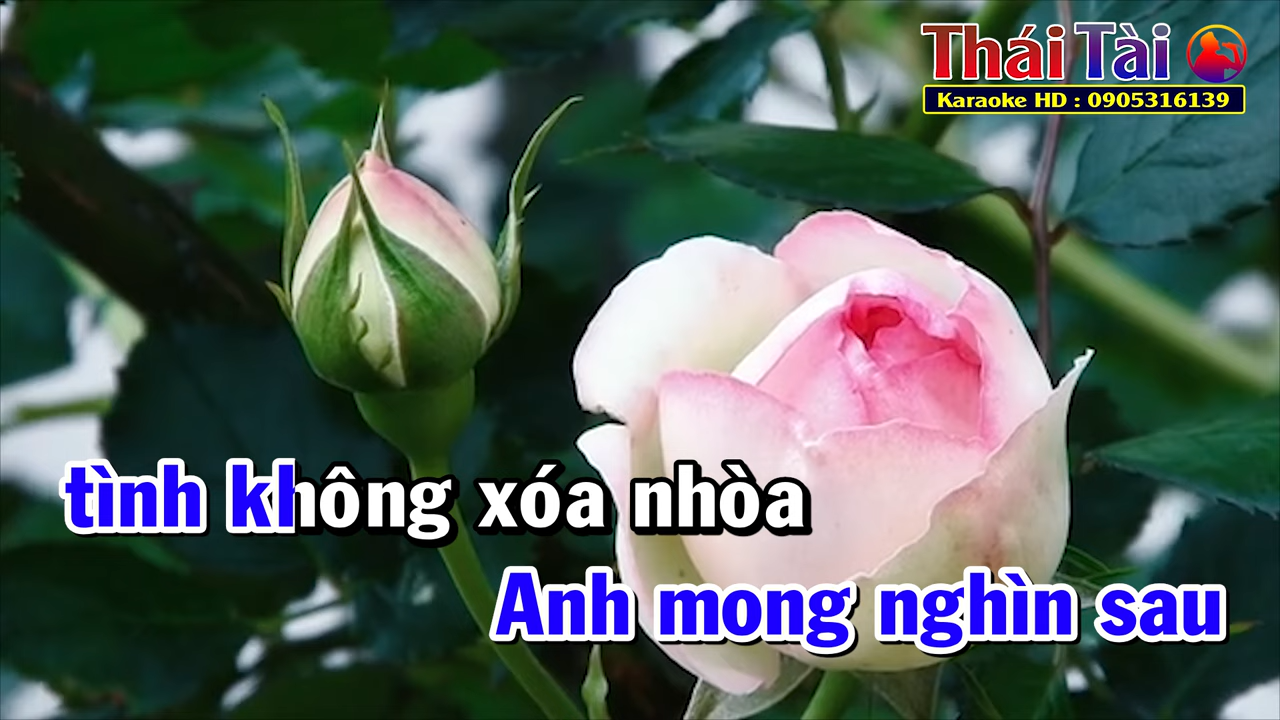 Thái Tài
Karaoke HD : 0905316139
tình không xóa nhòa
Anh mong nghìn sau